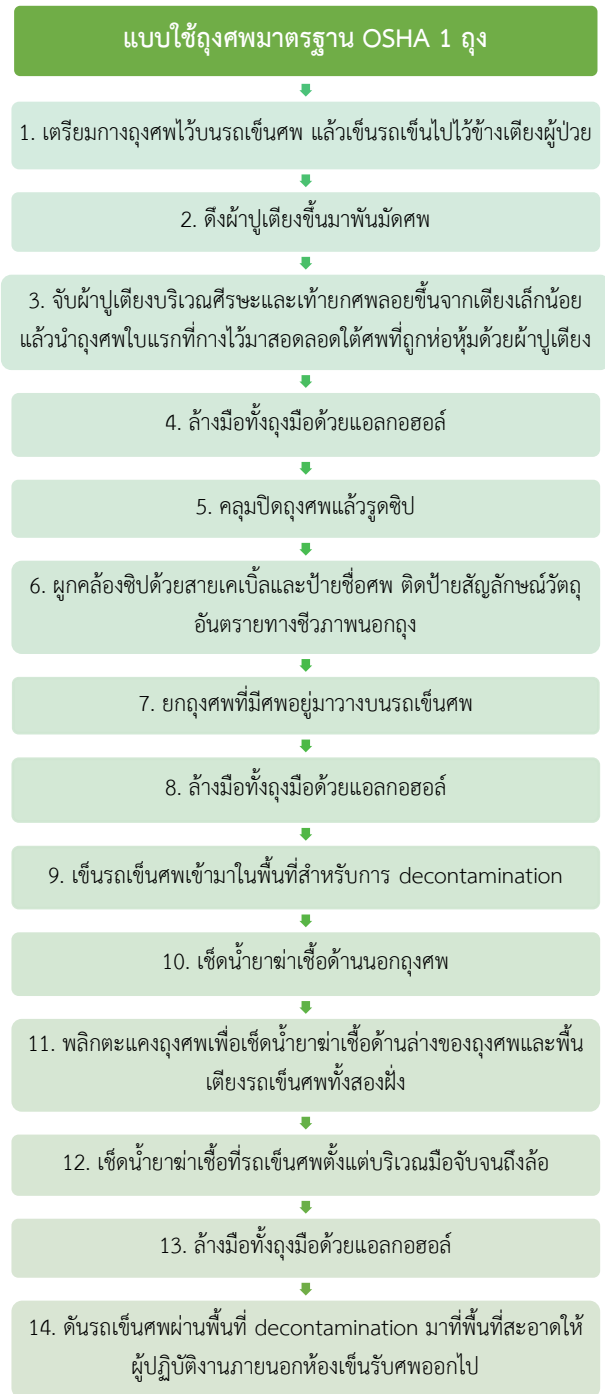 แบบใช้ถุงศพมาตรฐาน OSHA 1 ถุง
1. เตรียมกางถุงศพไว้บนรถเข็นศพ แล้วเข็นรถเข็นไปไว้ข้างเตียงผู้ป่วย
2. ดึงผ้าปูเตียงขึ้นมาพันมัดศพ
3. จับผ้าปูเตียงบริเวณศีรษะและเท้ายกศพลอยขึ้นจากเตียงเล็กน้อย
แล้วนำถุงศพใบแรกที่กางไว้มาสอดลอดใต้ศพที่ถูกห่อหุ้มด้วยผ้าปูเตียง
4. ล้างมือทั้งถุงมือด้วยแอลกอฮอล์
5. คลุมปิดถุงศพแล้วรูดซิป
6. ผูกคล้องซิปด้วยสายเคเบิ้ลและป้ายชื่อศพ ติดป้ายสัญลักษณ์วัตถุ
อันตรายทางชีวภาพนอกถุง
7. ยกถุงศพที่มีศพอยู่มาวางบนรถเข็นศพ
8. ล้างมือทั้งถุงมือด้วยแอลกอฮอล์
9. เข็นรถเข็นศพเข้ามาในพื้นที่สำหรับการ decontamination
10. เช็ดน้ำยาฆ่าเชื้อด้านนอกถุงศพ
11. พลิกตะแคงถุงศพเพื่อเช็ดน้ำยาฆ่าเชื้อด้านล่างของถุงศพและพื้น
เตียงรถเข็นศพทั้งสองฝั่ง
12. เช็ดน้ำยาฆ่าเชื้อที่รถเข็นศพตั้งแต่บริเวณมือจับจนถึงล้อ
13. ล้างมือทั้งถุงมือด้วยแอลกอฮอล์
14. ดันรถเข็นศพผ่านพื้นที่ decontamination มาที่พื้นที่สะอาดให้
ผู้ปฏิบัติงานภายนอกห้องเข็นรับศพออกไป